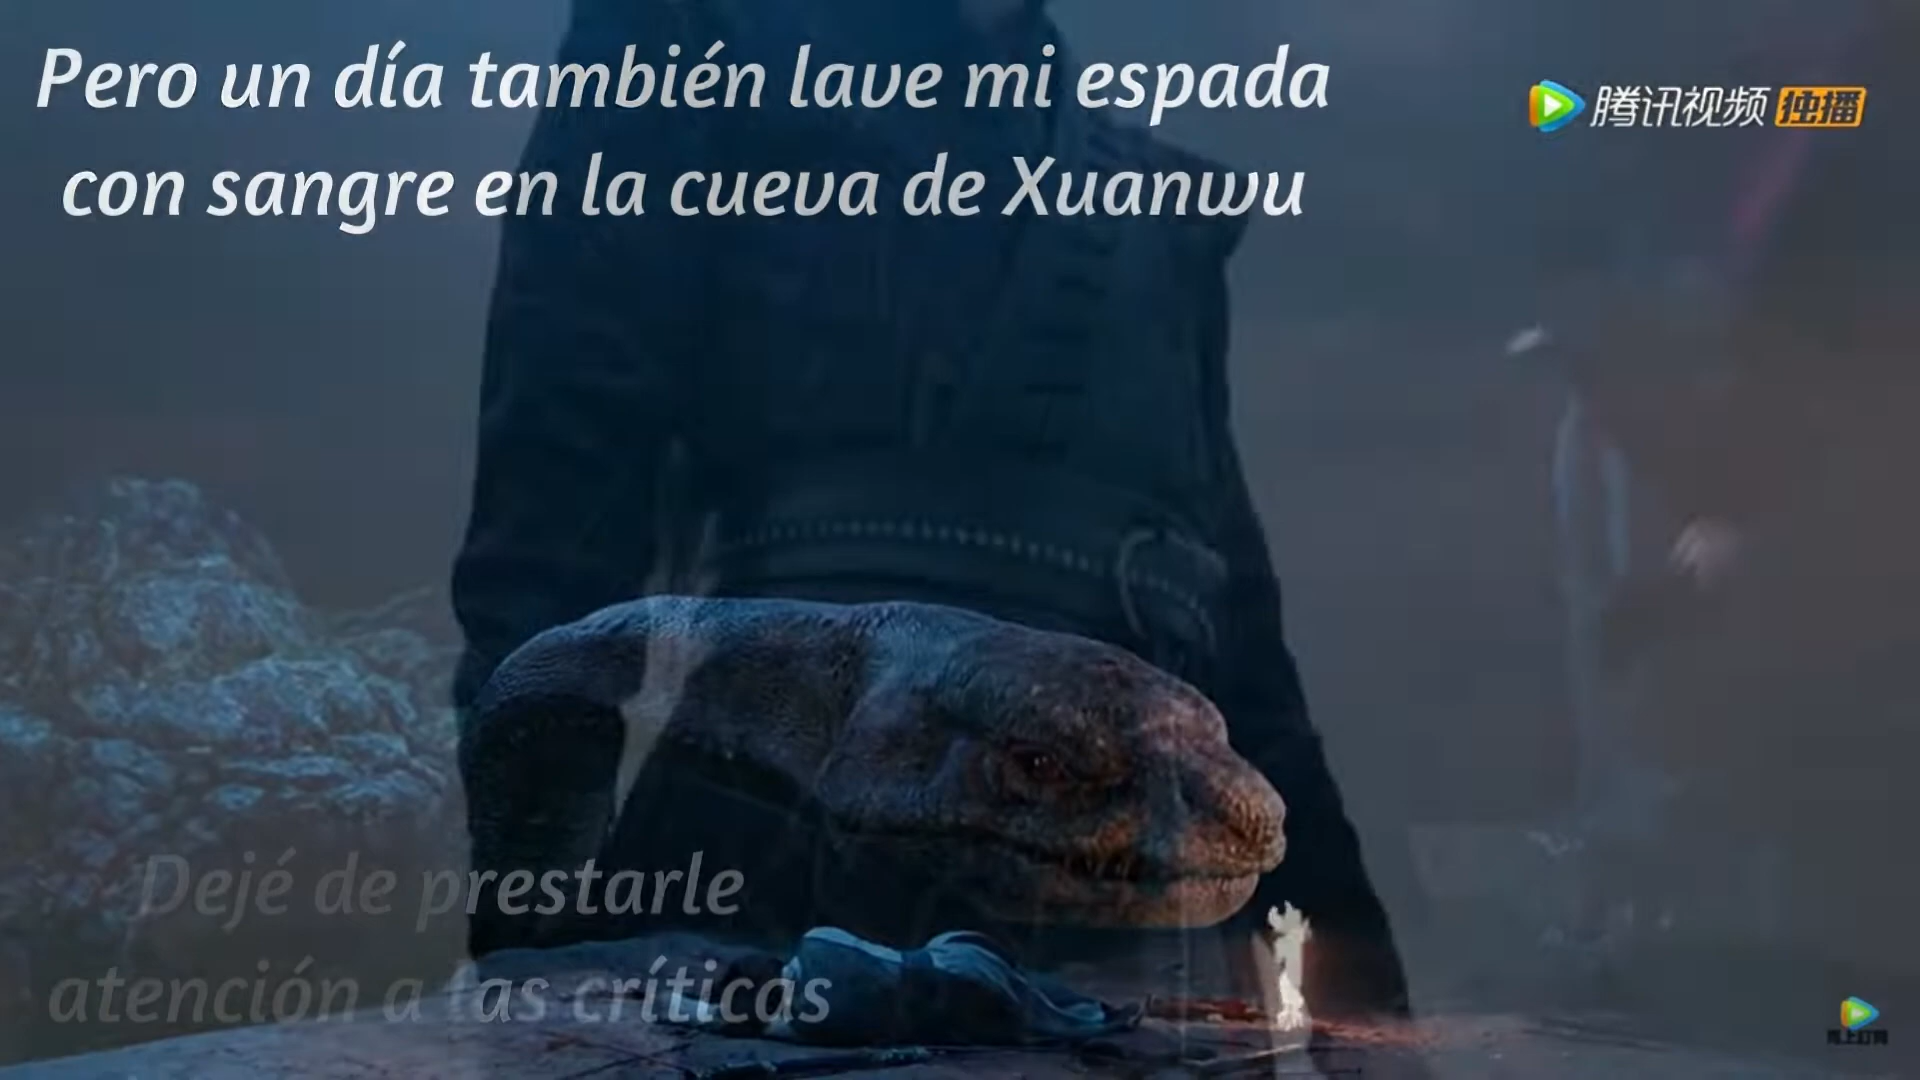 Pero un día también lave mi espada
con sangre en la cueva de Xuanwu
腾讯视频 独播
Dejé de prestarle
atención a las críticas